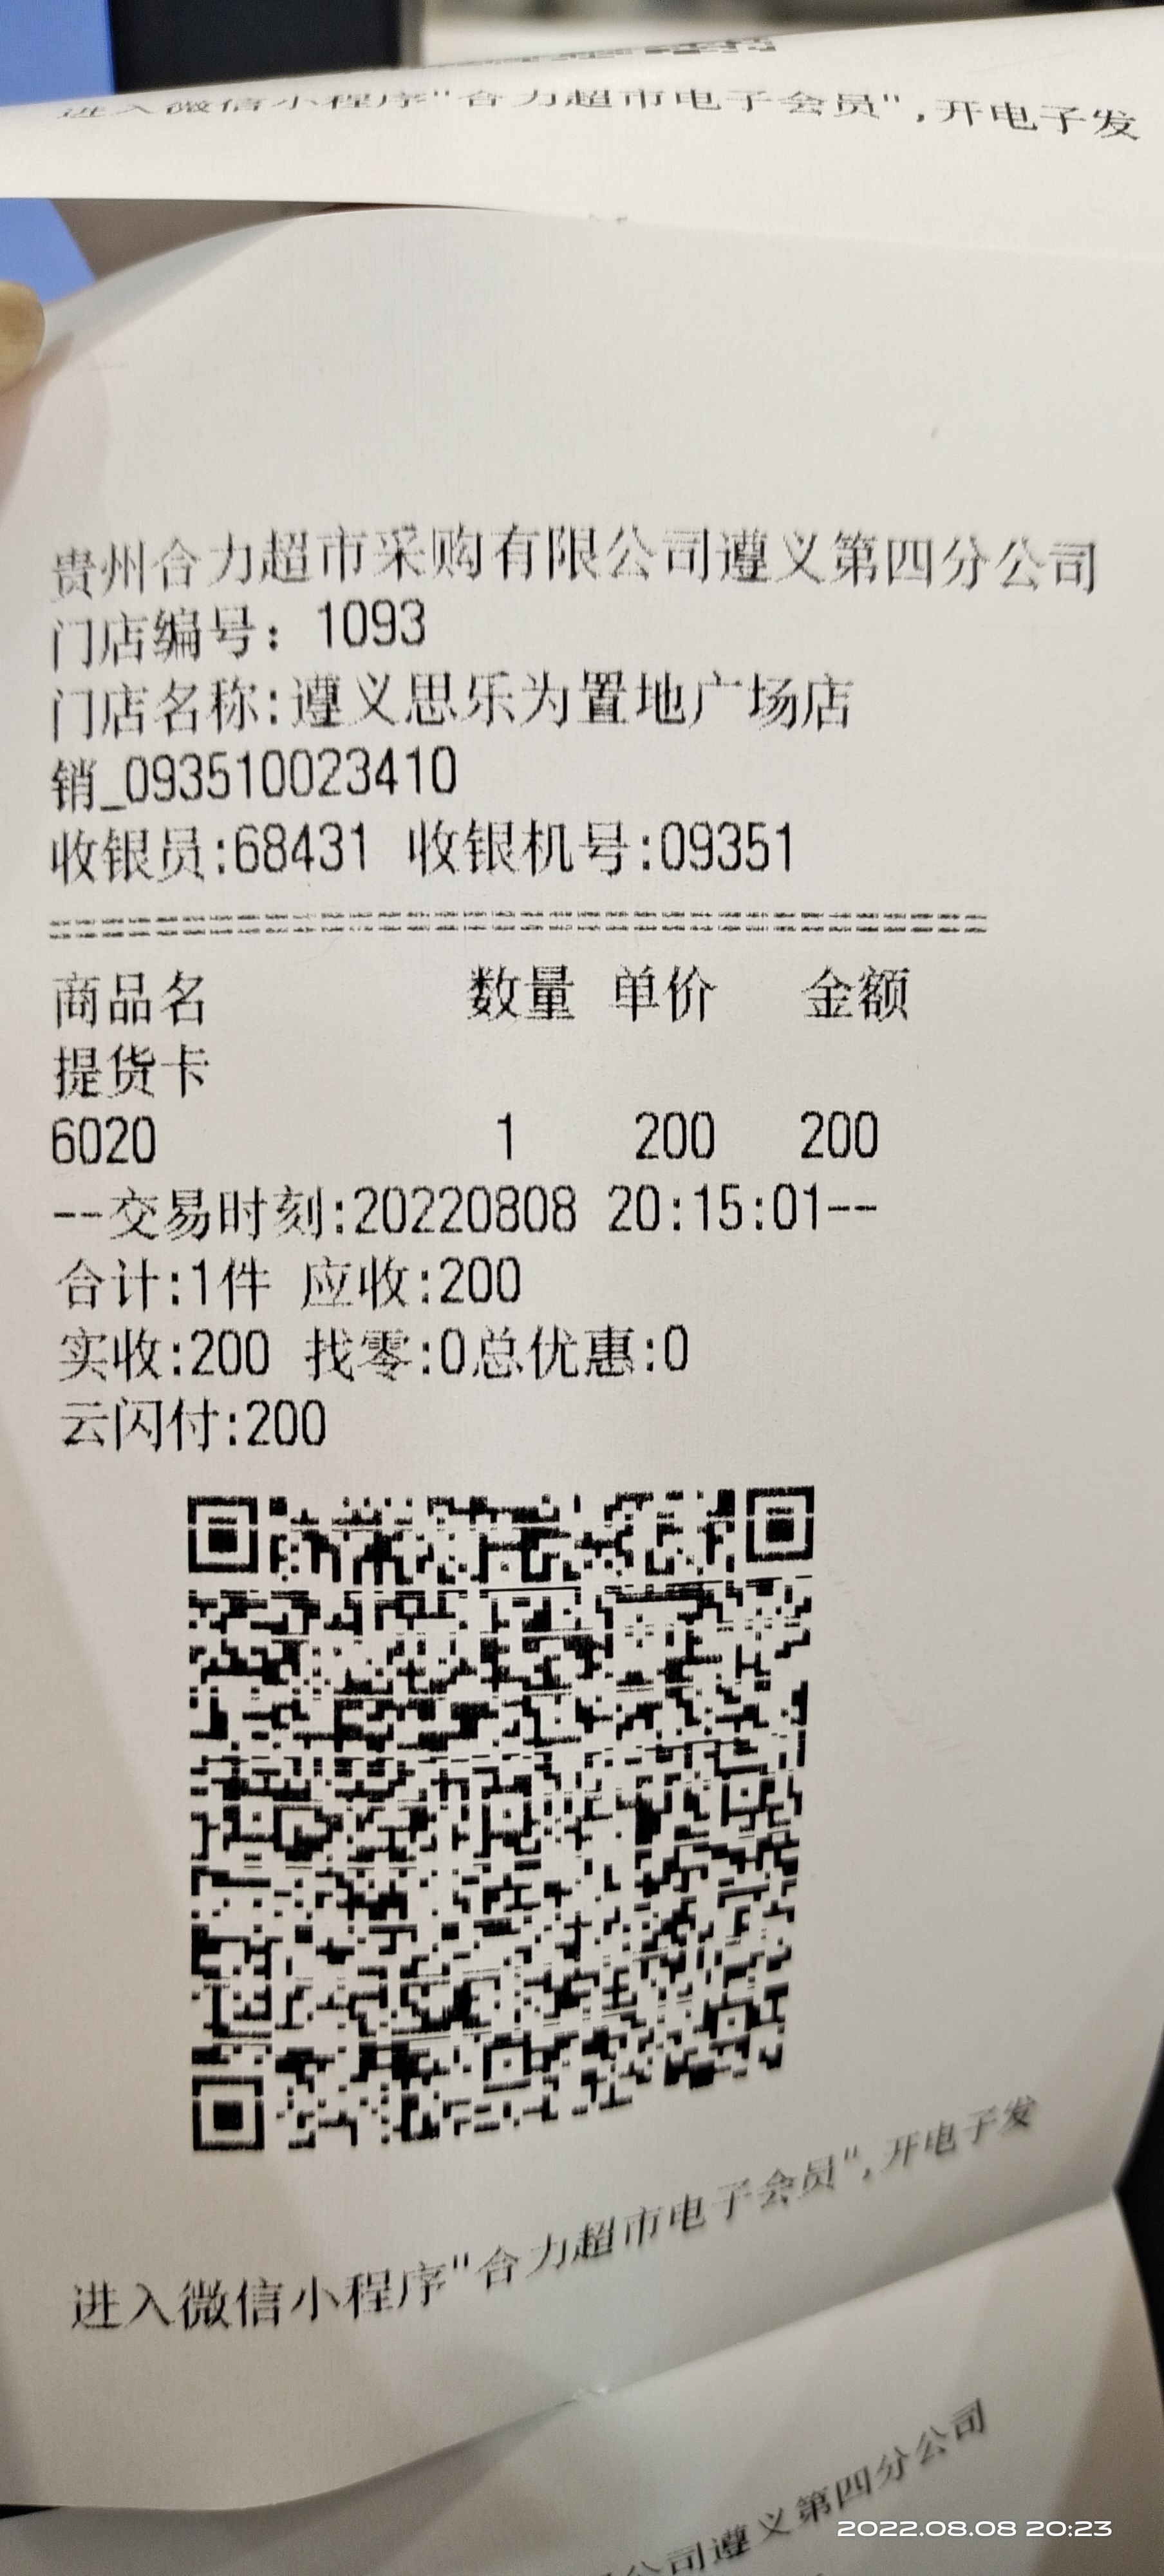 进入微信小程序"合力超市电子会员",开电子发
贵州合力超市采购有限公司遵义第四分公司
门店编号: 1093
门店名称:遵义思乐为置地广场店
销_093510023410
收银员:68431 收银机号:09351
商品名 数量 单价 金额
提货卡
6020 1 200 200
--交易时刻:20220808 20:15:01--
合计:1件 应收:200
实收:200 找零:0总优惠:0
云闪付:200
进入微信小程序"合力超市电子会员",开电子发
公司遵义第四分公司
2022.08.08 20:23